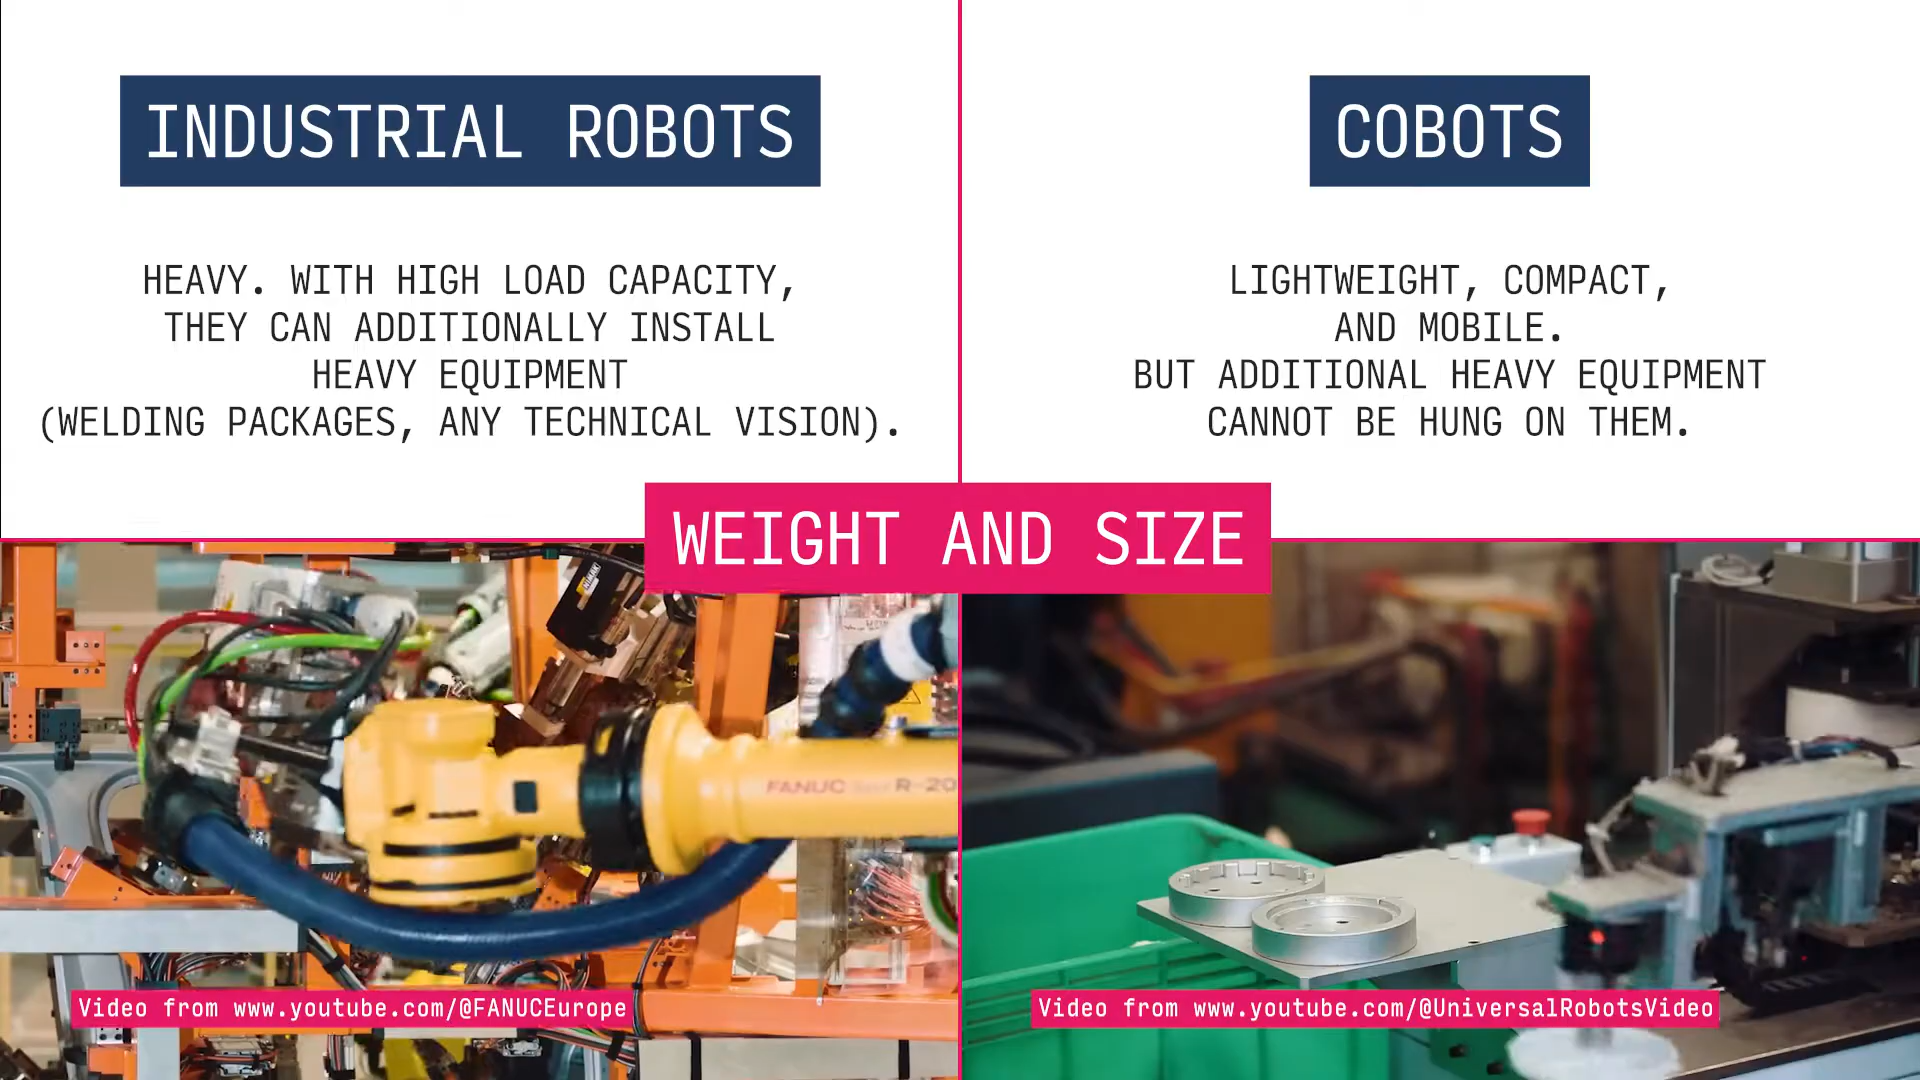 INDUSTRIAL ROBOTS
HEAVY. WITH HIGH LOAD CAPACITY,
THEY CAN ADDITIONALLY INSTALL
HEAVY EQUIPMENT
(WELDING PACKAGES, ANY TECHNICAL VISION).
COBOTS
LIGHTWEIGHT, COMPACT,
AND MOBILE.
BUT ADDITIONAL HEAVY EQUIPMENT
CANNOT BE HUNG ON THEM.
WEIGHT AND SIZE
FANUC
R-20
Video from www.youtube.com/@FANUCEurope
Video from www.youtube.com/@UniversalRobotsVideo